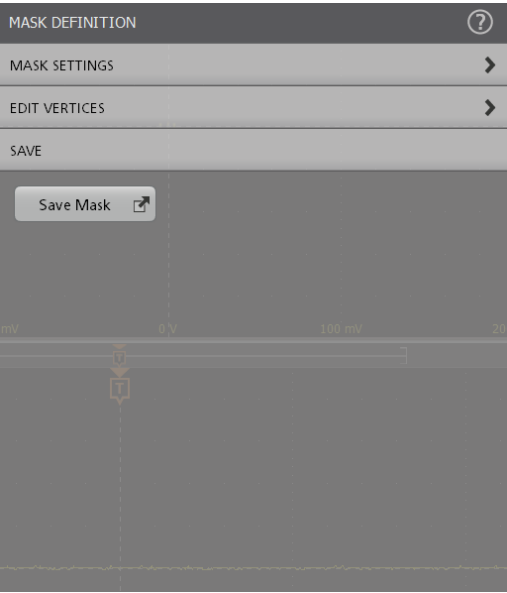 MASK DEFINITION ?
MASK SETTINGS
EDIT VERTICES
SAVE
Save Mask
mV 0 V 100 mV 20
T
T